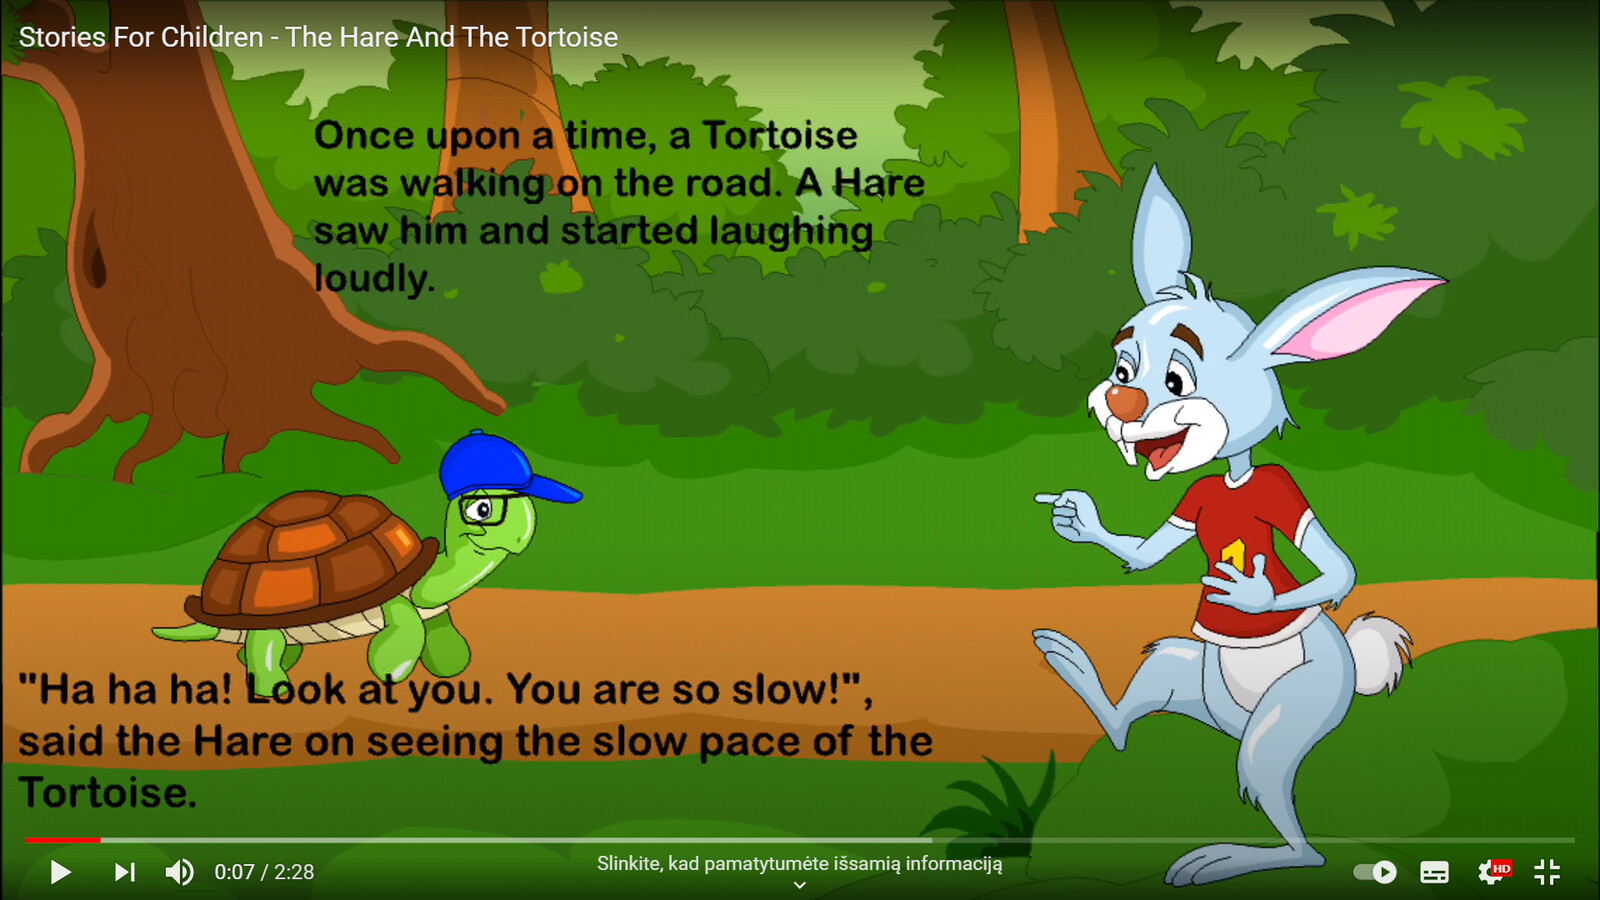 Stories For Children - The Hare And The Tortoise
Once upon a time, a Tortoise
was walking on the road. A Hare
saw him and started laughing
loudly.
1
"Ha ha ha! Look at you. You are so slow!",
said the Hare on seeing the slow pace of the
Tortoise.
0:07 / 2:28
Slinkite, kad pamatytumėte išsamią informaciją
HD